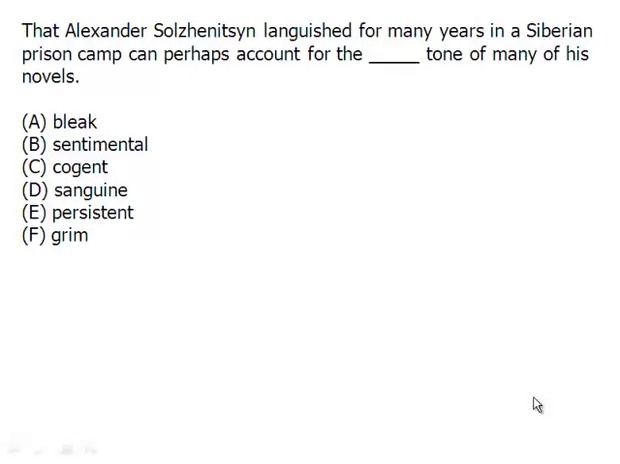 That Alexander Solzhenitsyn languished for many years in a Siberian
prison camp can perhaps account for the _____ tone of many of his
novels.
(A) bleak
(B) sentimental
(C) cogent
(D) sanguine
(E) persistent
(F) grim